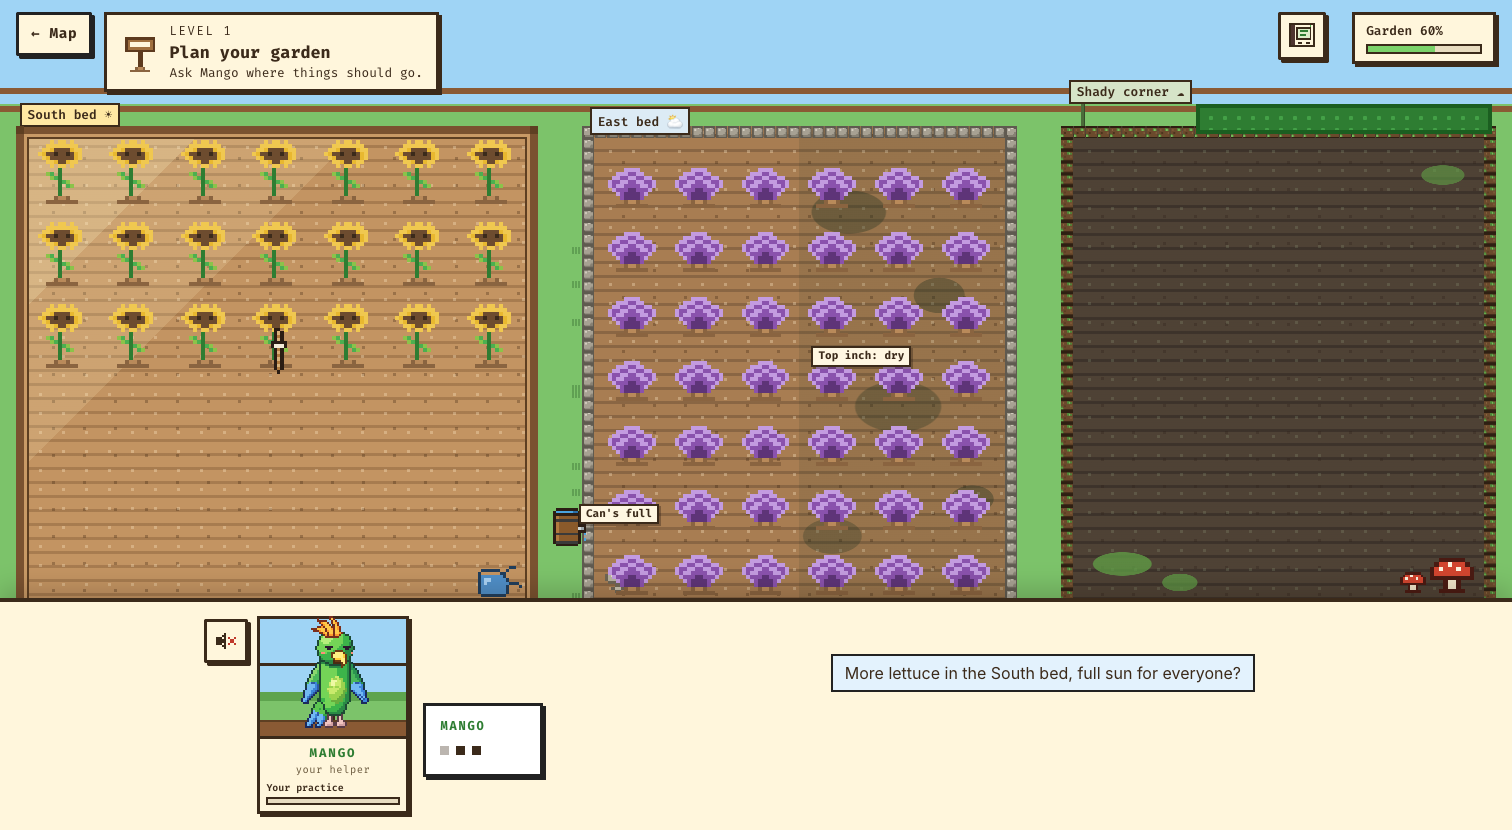 ← Map
LEVEL 1
Plan your garden
Ask Mango where things should go.
Garden 60%
Shady corner ☁
South bed ☀
East bed ⛅
Top inch: dry
Can's full
More lettuce in the South bed, full sun for everyone?
MANGO
your helper
Your practice
MANGO